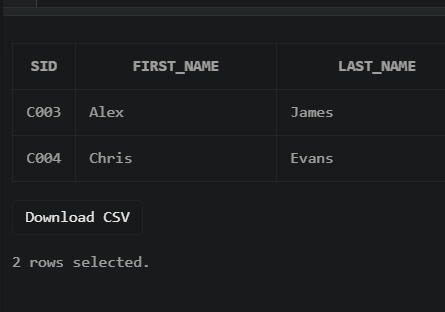 SID FIRST_NAME LAST_NAME
C003 Alex James
C004 Chris Evans
Download CSV
2 rows selected.